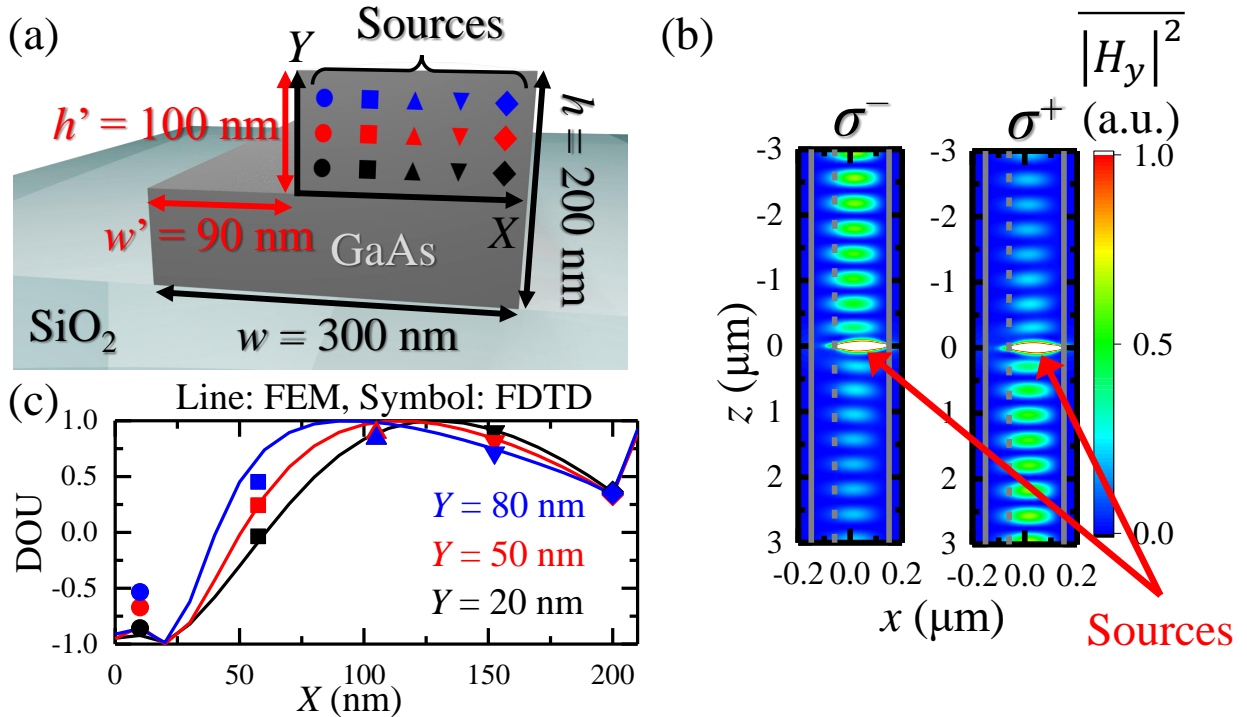 (a)
Sources
Y
h' = 100 nm
h = 200 nm
X
w' = 90 nm
GaAs
SiO₂
w = 300 nm
(b)
|H_y|²
(a.u.)
σ⁻
σ⁺
-3
-2
-1
0
1
2
3
-3
-2
-1
0
1
2
3
1.0
0.5
0.0
z (μm)
-0.2 0.0 0.2
-0.2 0.0 0.2
x (μm)
Sources
(c)
Line: FEM, Symbol: FDTD
1.0
0.5
0.0
-0.5
-1.0
DOU
Y = 80 nm
Y = 50 nm
Y = 20 nm
0 50 100 150 200
X (nm)